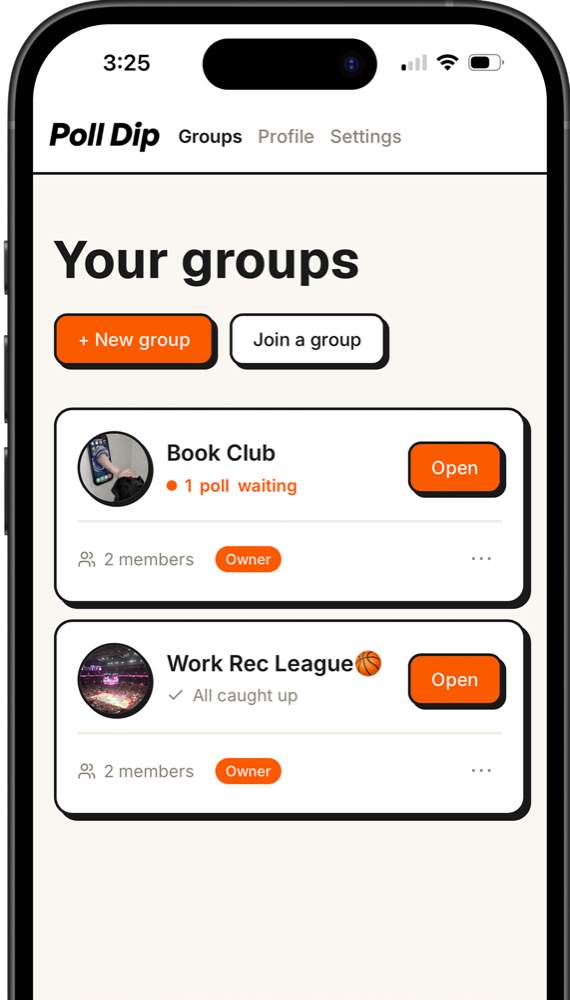 3:25
Poll Dip Groups Profile Settings
Your groups
+ New group Join a group
Book Club
1 poll waiting
Open
2 members Owner
Work Rec League🏀
All caught up
Open
2 members Owner